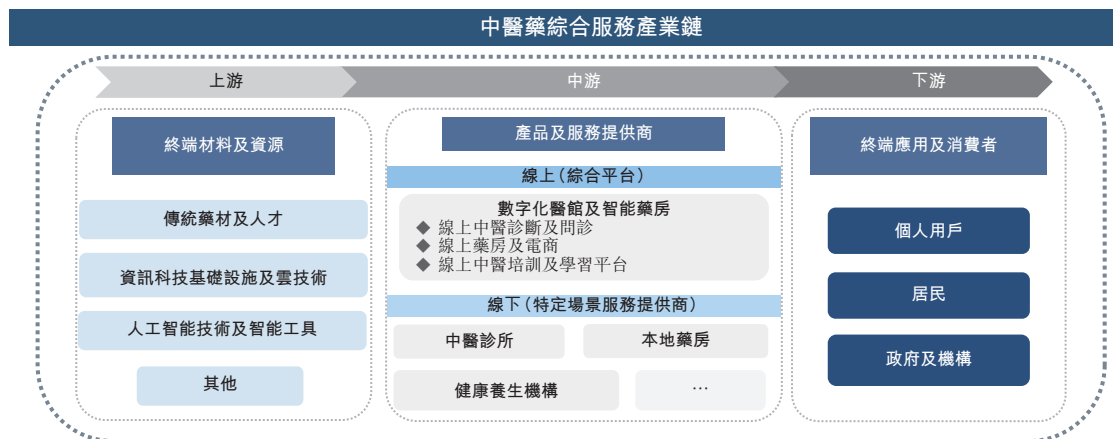 中醫藥綜合服務產業鏈
上游
中游
下游
終端材料及資源
傳統藥材及人才
資訊科技基礎設施及雲技術
人工智能技術及智能工具
其他
產品及服務提供商
線上(綜合平台)
數字化醫館及智能藥房
◆ 線上中醫診斷及問診
◆ 線上藥房及電商
◆ 線上中醫培訓及學習平台
線下(特定場景服務提供商)
中醫診所
本地藥房
健康養生機構
…
終端應用及消費者
個人用戶
居民
政府及機構